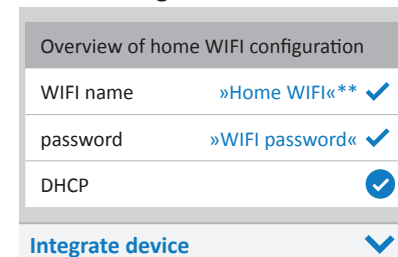 Overview of home WIFI configuration
WIFI name »Home WIFI«**
password »WIFI password«
DHCP
Integrate device